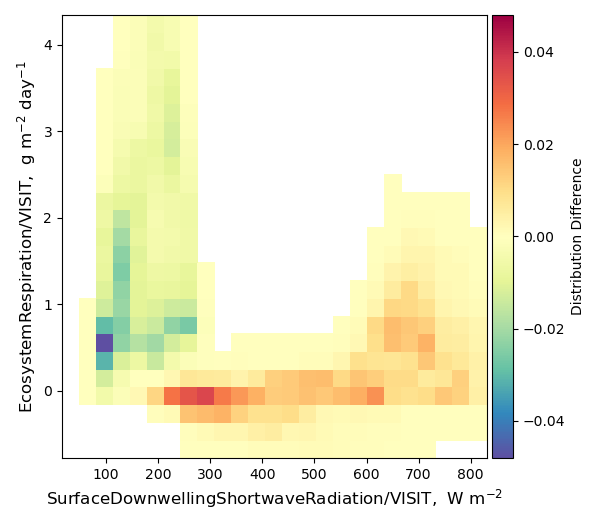 EcosystemRespiration/VISIT, g m⁻² day⁻¹
4
3
2
1
0
100 200 300 400 500 600 700 800
SurfaceDownwellingShortwaveRadiation/VISIT, W m⁻²
0.04
0.02
0.00
−0.02
−0.04
Distribution Difference